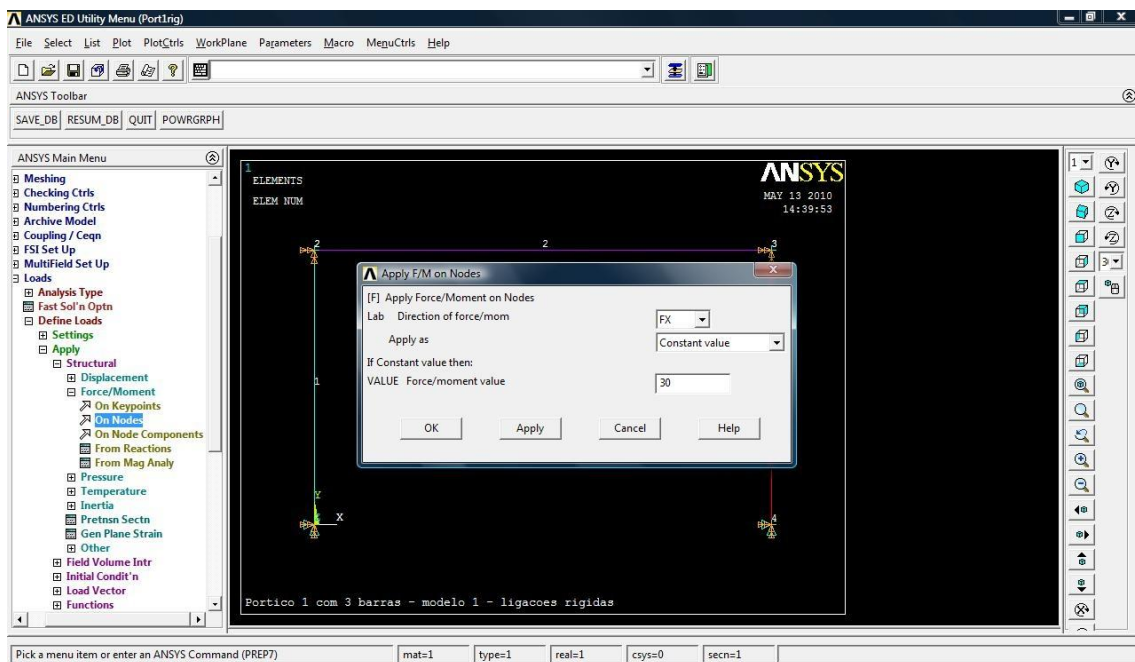 ANSYS ED Utility Menu (Port1rig)
File Select List Plot PlotCtrls WorkPlane Parameters Macro MenuCtrls Help
ANSYS Toolbar
SAVE_DB RESUM_DB QUIT POWRGRPH
ANSYS Main Menu
Meshing
Checking Ctrls
Numbering Ctrls
Archive Model
Coupling / Ceqn
FSI Set Up
MultiField Set Up
Loads
Analysis Type
Fast Sol'n Optn
Define Loads
Settings
Apply
Structural
Displacement
Force/Moment
On Keypoints
On Nodes
On Node Components
From Reactions
From Mag Analy
Pressure
Temperature
Inertia
Pretnsn Sectn
Gen Plane Strain
Other
Field Volume Intr
Initial Condit'n
Load Vector
Functions
1
ELEMENTS
ELEM NUM
ANSYS
MAY 13 2010
14:39:53
2 2 3
1
Y
X
4
Portico 1 com 3 barras - modelo 1 - ligacoes rigidas
Apply F/M on Nodes
[F] Apply Force/Moment on Nodes
Lab Direction of force/mom FX
Apply as Constant value
If Constant value then:
VALUE Force/moment value 30
OK Apply Cancel Help
1
3
Pick a menu item or enter an ANSYS Command (PREP7) mat=1 type=1 real=1 csys=0 secn=1